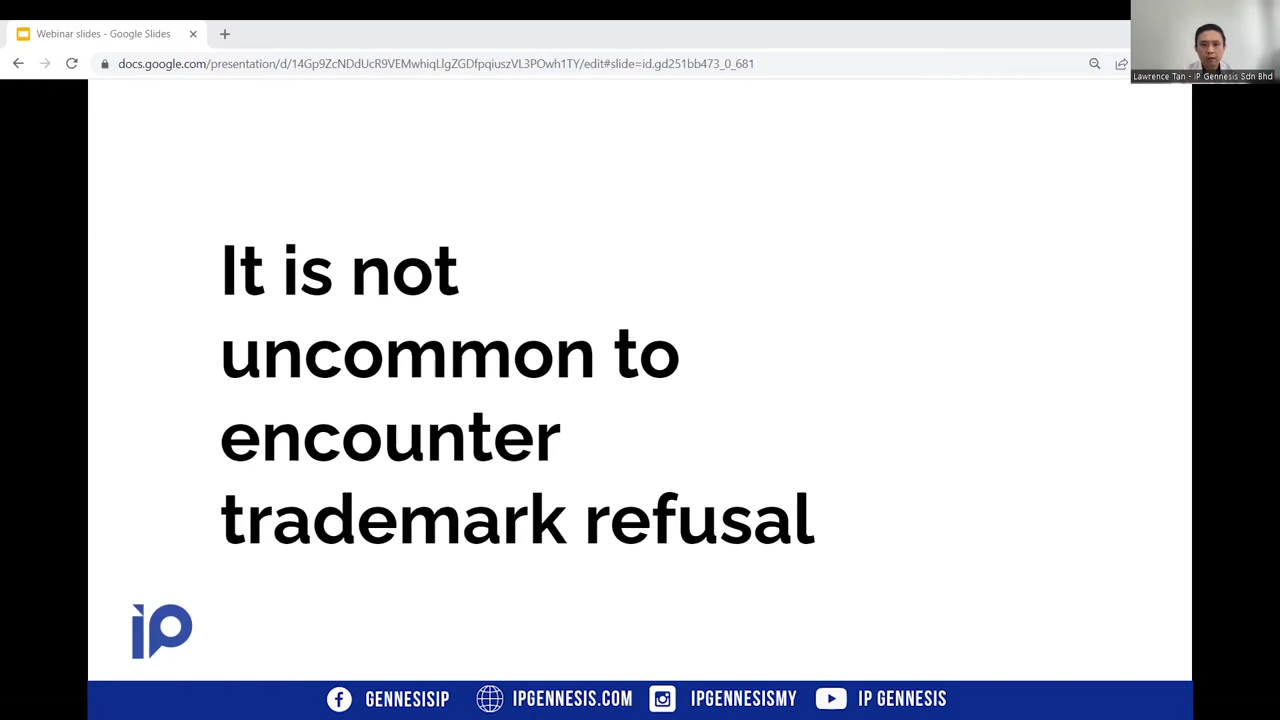 Webinar slides - Google Slides
docs.google.com/presentation/d/14Gp9ZcNDdUcR9VEMwhiqLlgZGDfpqiuxWL3POwh1TY/edit#slide=id.gd251bb473_0_681
Lawrence Tan - IP Gennesis Sdn Bhd
It is not
uncommon to
encounter
trademark refusal
ip
GENNESISIP
IPGENNESIS.COM
IPGENNESISMY
IP GENNESIS